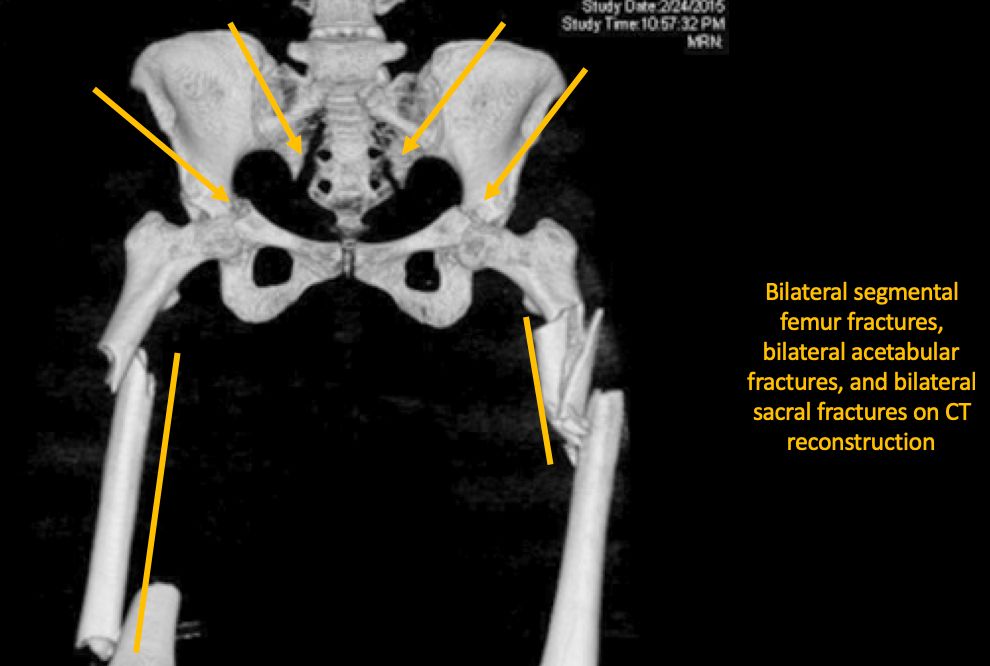 Study Date:2/24/2015
Study Time:10:57:32 PM
MRN:
Bilateral segmental
femur fractures,
bilateral acetabular
fractures, and bilateral
sacral fractures on CT
reconstruction